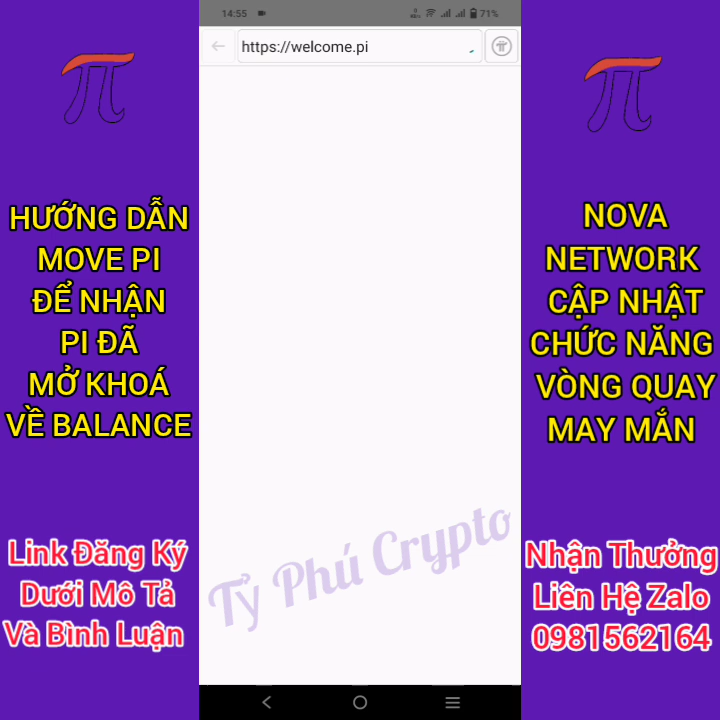 14:55
71%
https://welcome.pi
HƯỚNG DẪN
MOVE PI
ĐỂ NHẬN
PI ĐÃ
MỞ KHOÁ
VỀ BALANCE
Link Đăng Ký
Dưới Mô Tả
Và Bình Luận
Tỷ Phú Crypto
NOVA
NETWORK
CẬP NHẬT
CHỨC NĂNG
VÒNG QUAY
MAY MẮN
Nhận Thưởng
Liên Hệ Zalo
0981562164